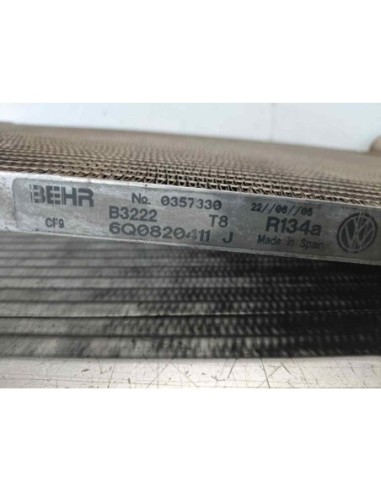 BEHR No. 0357330 22//06//05
CF9 B3222 T8 R134a
6Q0820411 J Made in Spain